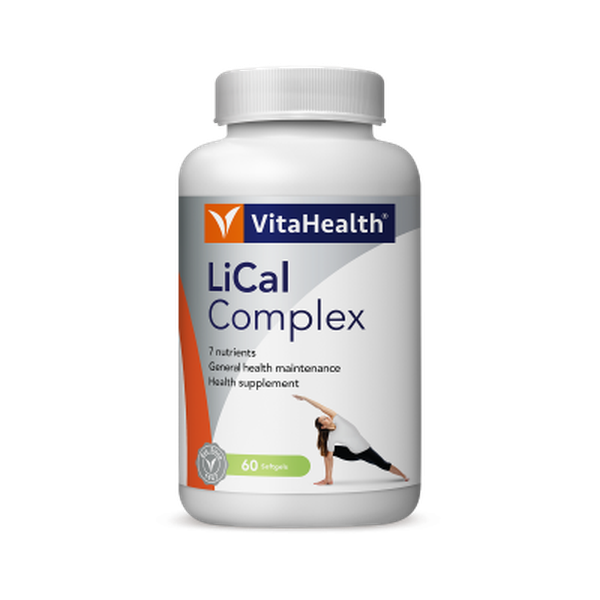 VitaHealth®
LiCal
Complex
7 nutrients
General health maintenance
Health supplement
60 Softgels